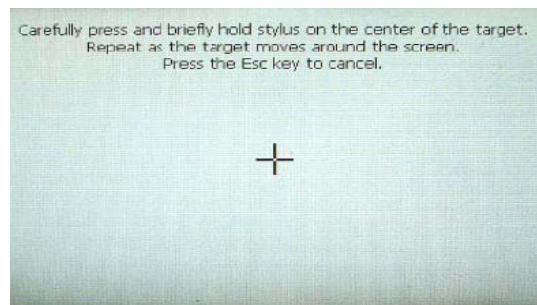 Carefully press and briefly hold stylus on the center of the target.
Repeat as the target moves around the screen.
Press the Esc key to cancel.